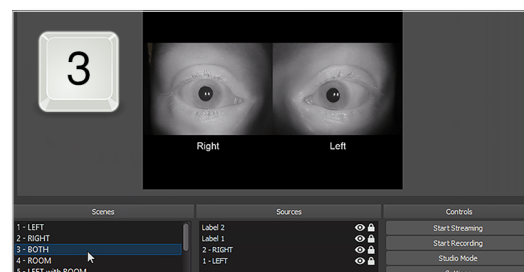 3
Right Left
Scenes Sources Controls
1 - LEFT
2 - RIGHT
3 - BOTH
4 - ROOM
5 - LEFT with ROOM
Label 2
Label 1
2 - RIGHT
1 - LEFT
Start Streaming
Start Recording
Studio Mode